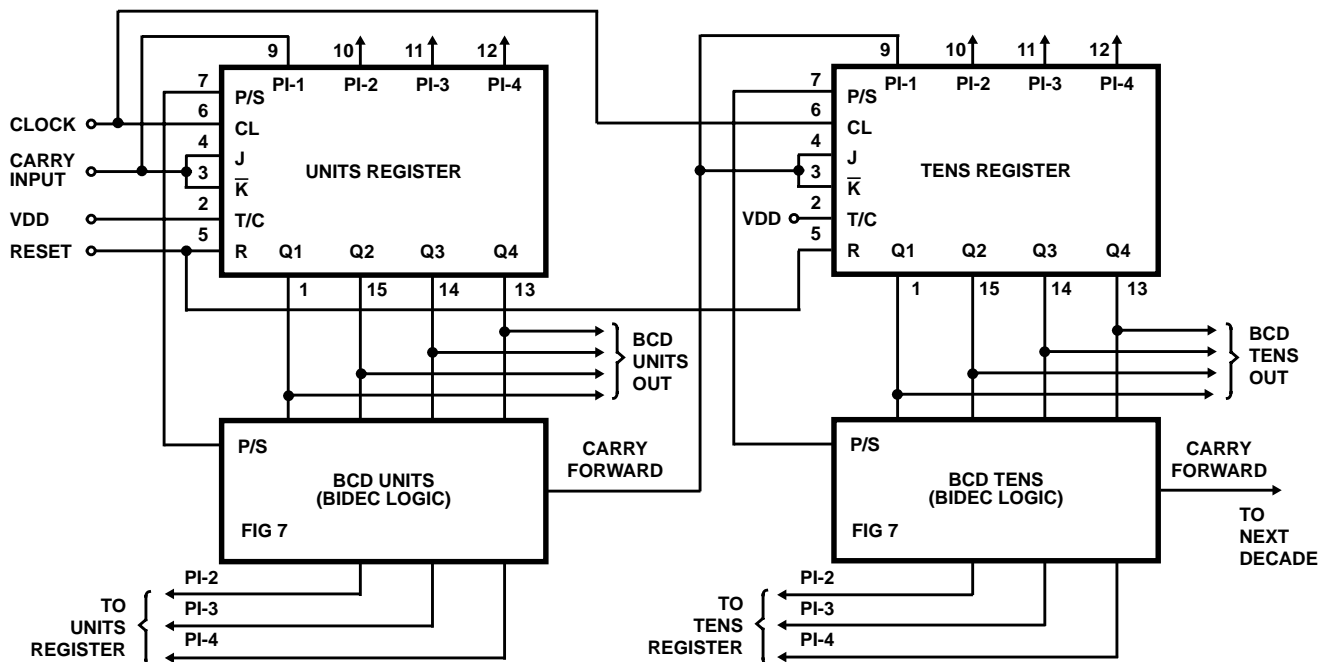 9
10
11
12
PI-1
PI-2
PI-3
PI-4
7
P/S
CLOCK
6
CL
CARRY
INPUT
4
J
3
K̅
UNITS REGISTER
VDD
2
T/C
RESET
5
R
Q1
Q2
Q3
Q4
1
15
14
13
BCD
UNITS
OUT
P/S
BCD UNITS
(BIDEC LOGIC)
FIG 7
CARRY
FORWARD
PI-2
PI-3
PI-4
TO
UNITS
REGISTER
9
10
11
12
PI-1
PI-2
PI-3
PI-4
7
P/S
6
CL
4
J
3
K̅
TENS REGISTER
VDD
2
T/C
5
R
Q1
Q2
Q3
Q4
1
15
14
13
BCD
TENS
OUT
P/S
BCD TENS
(BIDEC LOGIC)
FIG 7
CARRY
FORWARD
TO
NEXT
DECADE
PI-2
PI-3
PI-4
TO
TENS
REGISTER